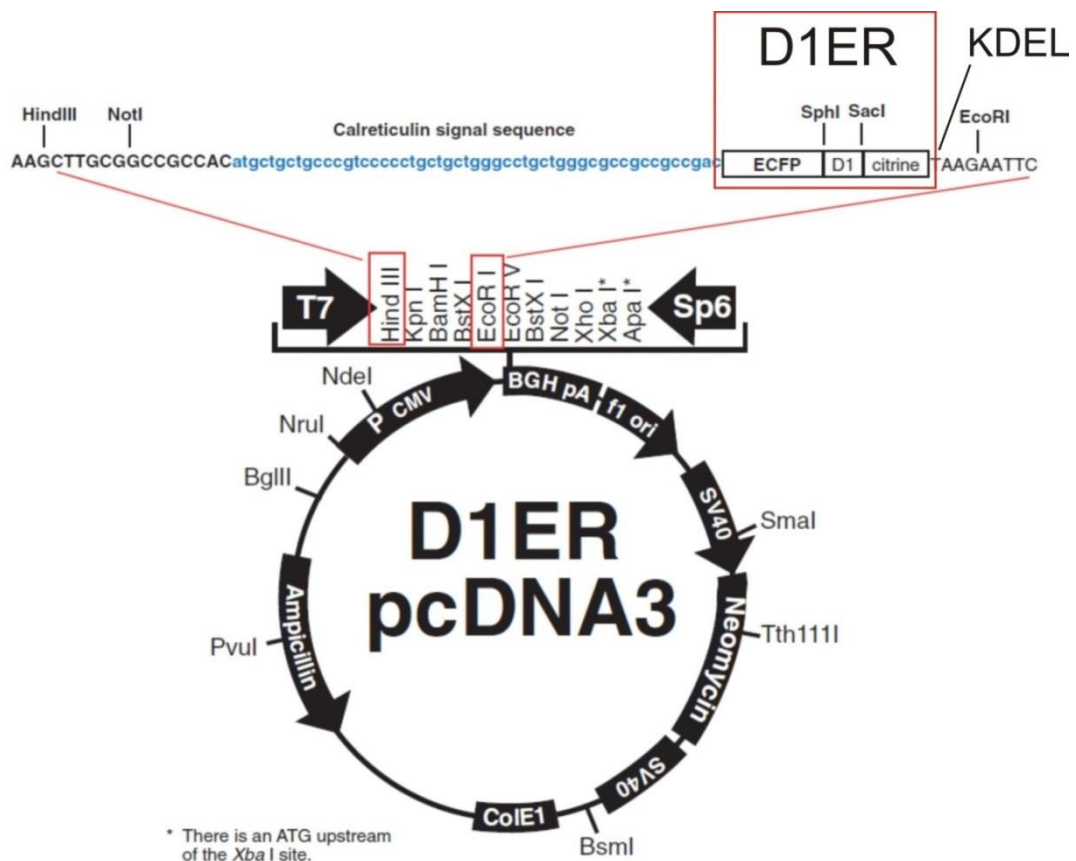 D1ER KDEL
HindIII NotI Calreticulin signal sequence SphI SacI EcoRI
AAGCTTGCGGCCGCCACatgctgctgcccgtccccctgctgctgggcctgctgggcgccgccgccgac ECFP D1 citrine TAAGAATTC
T7
Hind III
Kpn I
BamH I
BstX I
EcoR I
EcoR V
BstX I
Not I
Xho I
Xba I*
Apa I*
Sp6
NdeI
NruI
BglII
PvuI
P CMV
BGH pA
f1 ori
SV40
SmaI
Neomycin
Tth111I
SV40
BsmI
ColE1
Ampicillin
D1ER
pcDNA3
* There is an ATG upstream
of the Xba I site.